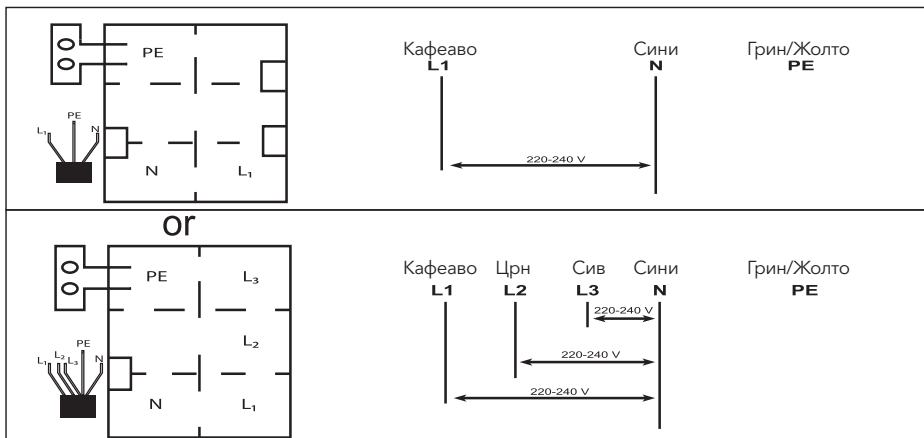 PE
Кафеаво Сини Грин/Жолто
L1 N PE
L₁ PE N
220-240 V
N L₁
or
PE L₃
Кафеаво Црн Сив Сини Грин/Жолто
L1 L2 L3 N PE
220-240 V
L₂
L₁ L₂ L₃ PE N
220-240 V
220-240 V
N L₁